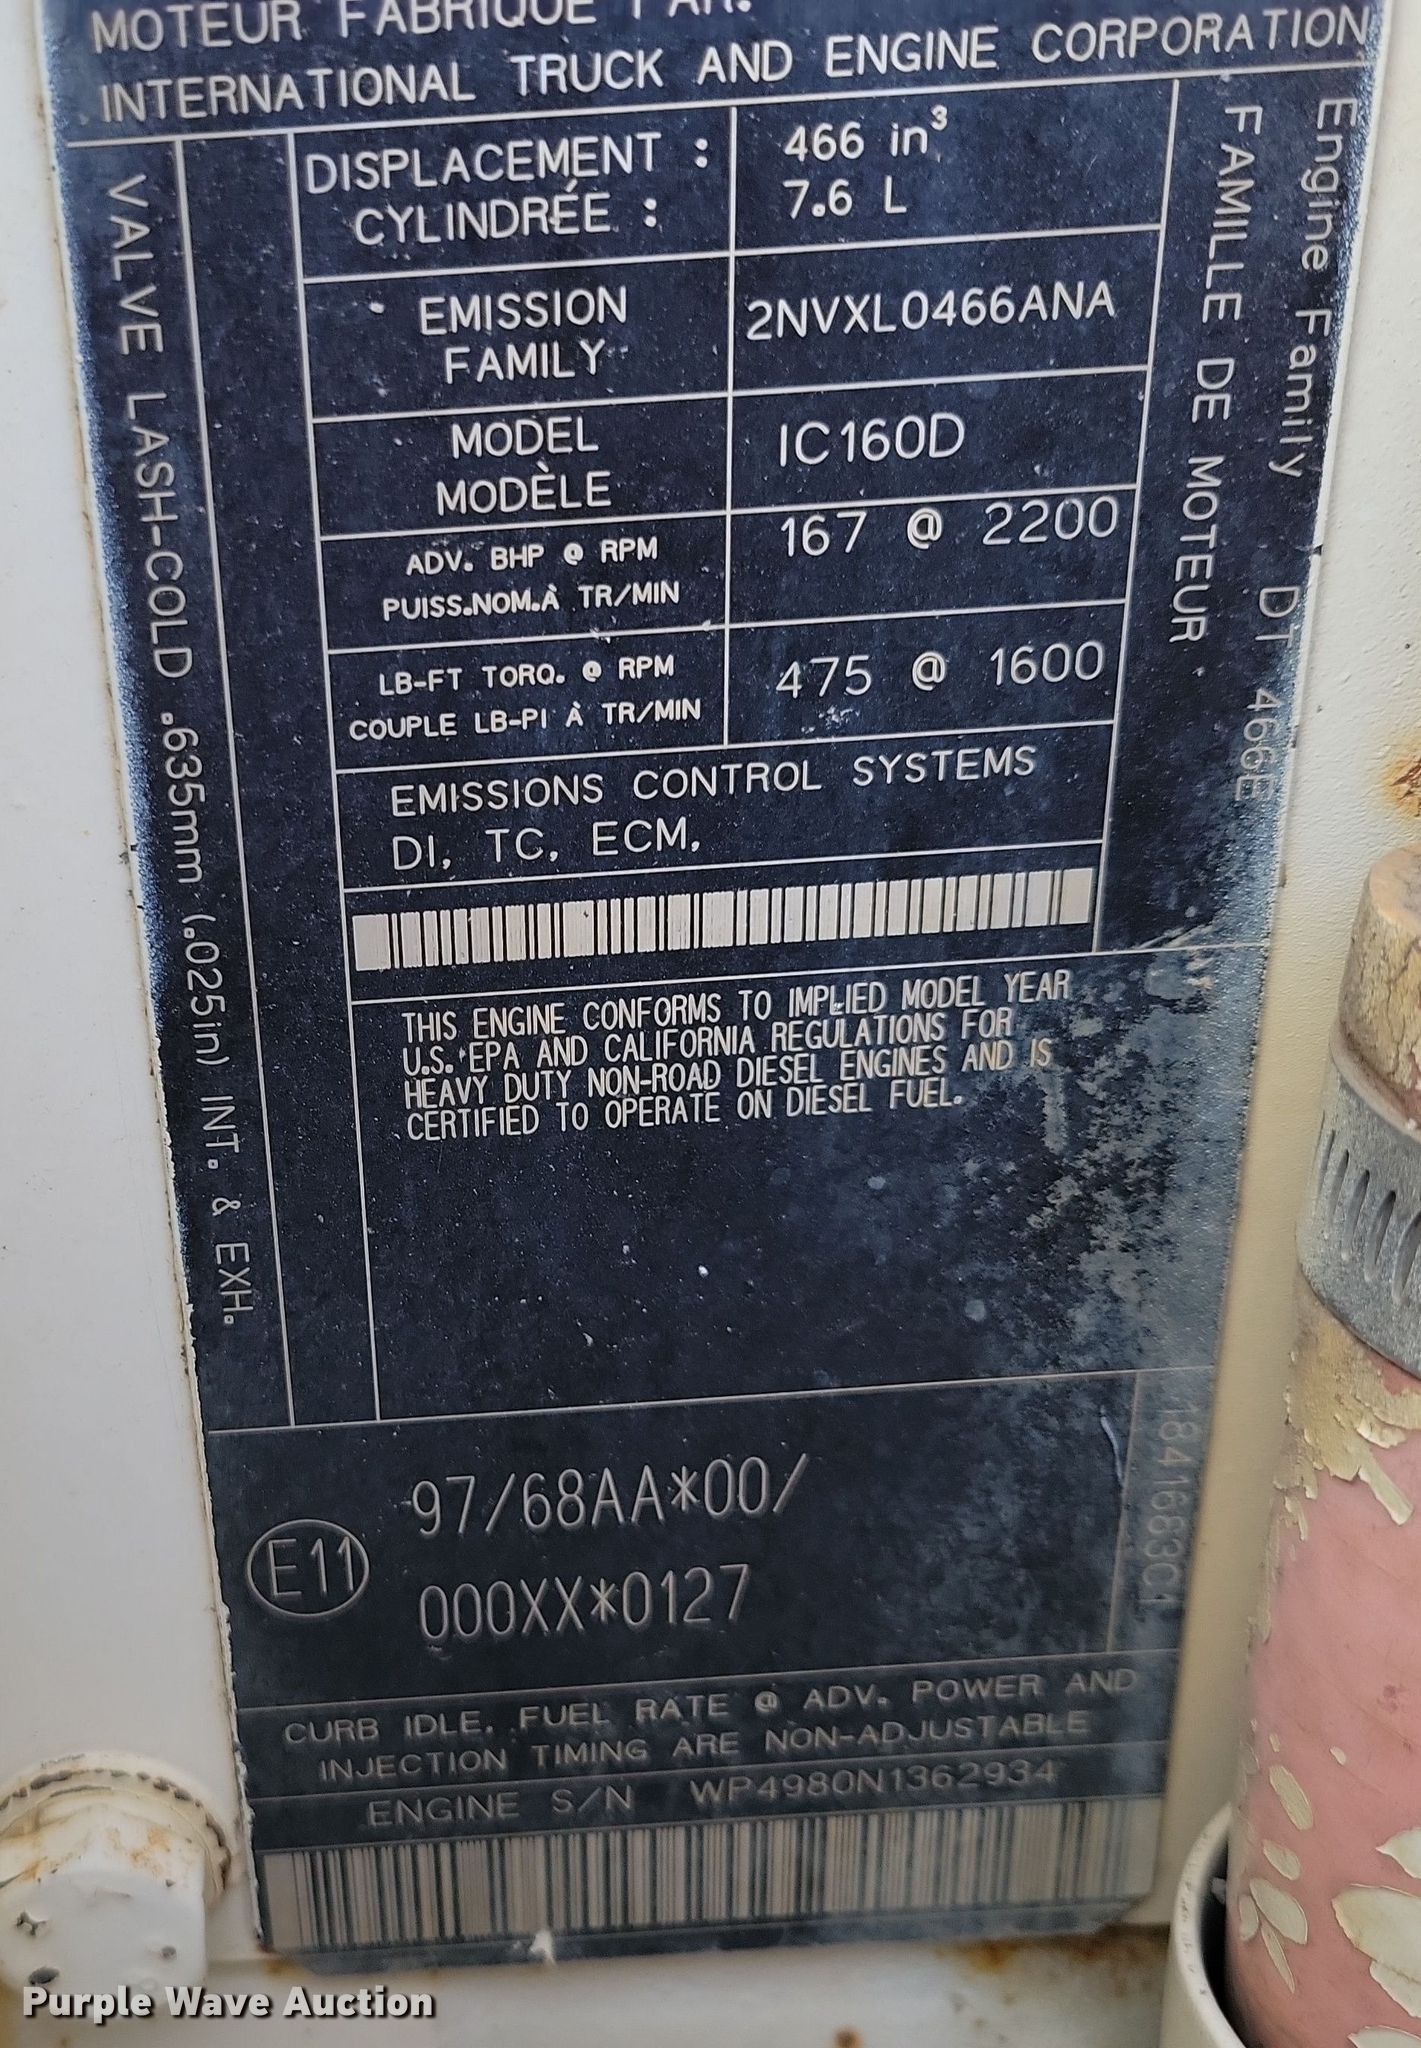 MOTEUR FABRIQUÉ PAR:
INTERNATIONAL TRUCK AND ENGINE CORPORATION
VALVE LASH-COLD .635mm (.025in) INT. & EXH.
DISPLACEMENT : 466 in³
CYLINDRÉE : 7.6 L
EMISSION FAMILY 2NVXL0466ANA
MODEL
MODÈLE
IC160D
ADV. BHP @ RPM
PUISS.NOM.À TR/MIN
167 @ 2200
LB-FT TORQ. @ RPM
COUPLE LB-PI À TR/MIN
475 @ 1600
EMISSIONS CONTROL SYSTEMS
DI, TC, ECM,
Engine Family DT 466E
FAMILLE DE MOTEUR
THIS ENGINE CONFORMS TO IMPLIED MODEL YEAR
U.S. EPA AND CALIFORNIA REGULATIONS FOR
HEAVY DUTY NON-ROAD DIESEL ENGINES AND IS
CERTIFIED TO OPERATE ON DIESEL FUEL.
E11
97/68AA*00/
000XX*0127
1841683C1
CURB IDLE, FUEL RATE @ ADV. POWER AND
INJECTION TIMING ARE NON-ADJUSTABLE
ENGINE S/N WP4980N1362934
Purple Wave Auction